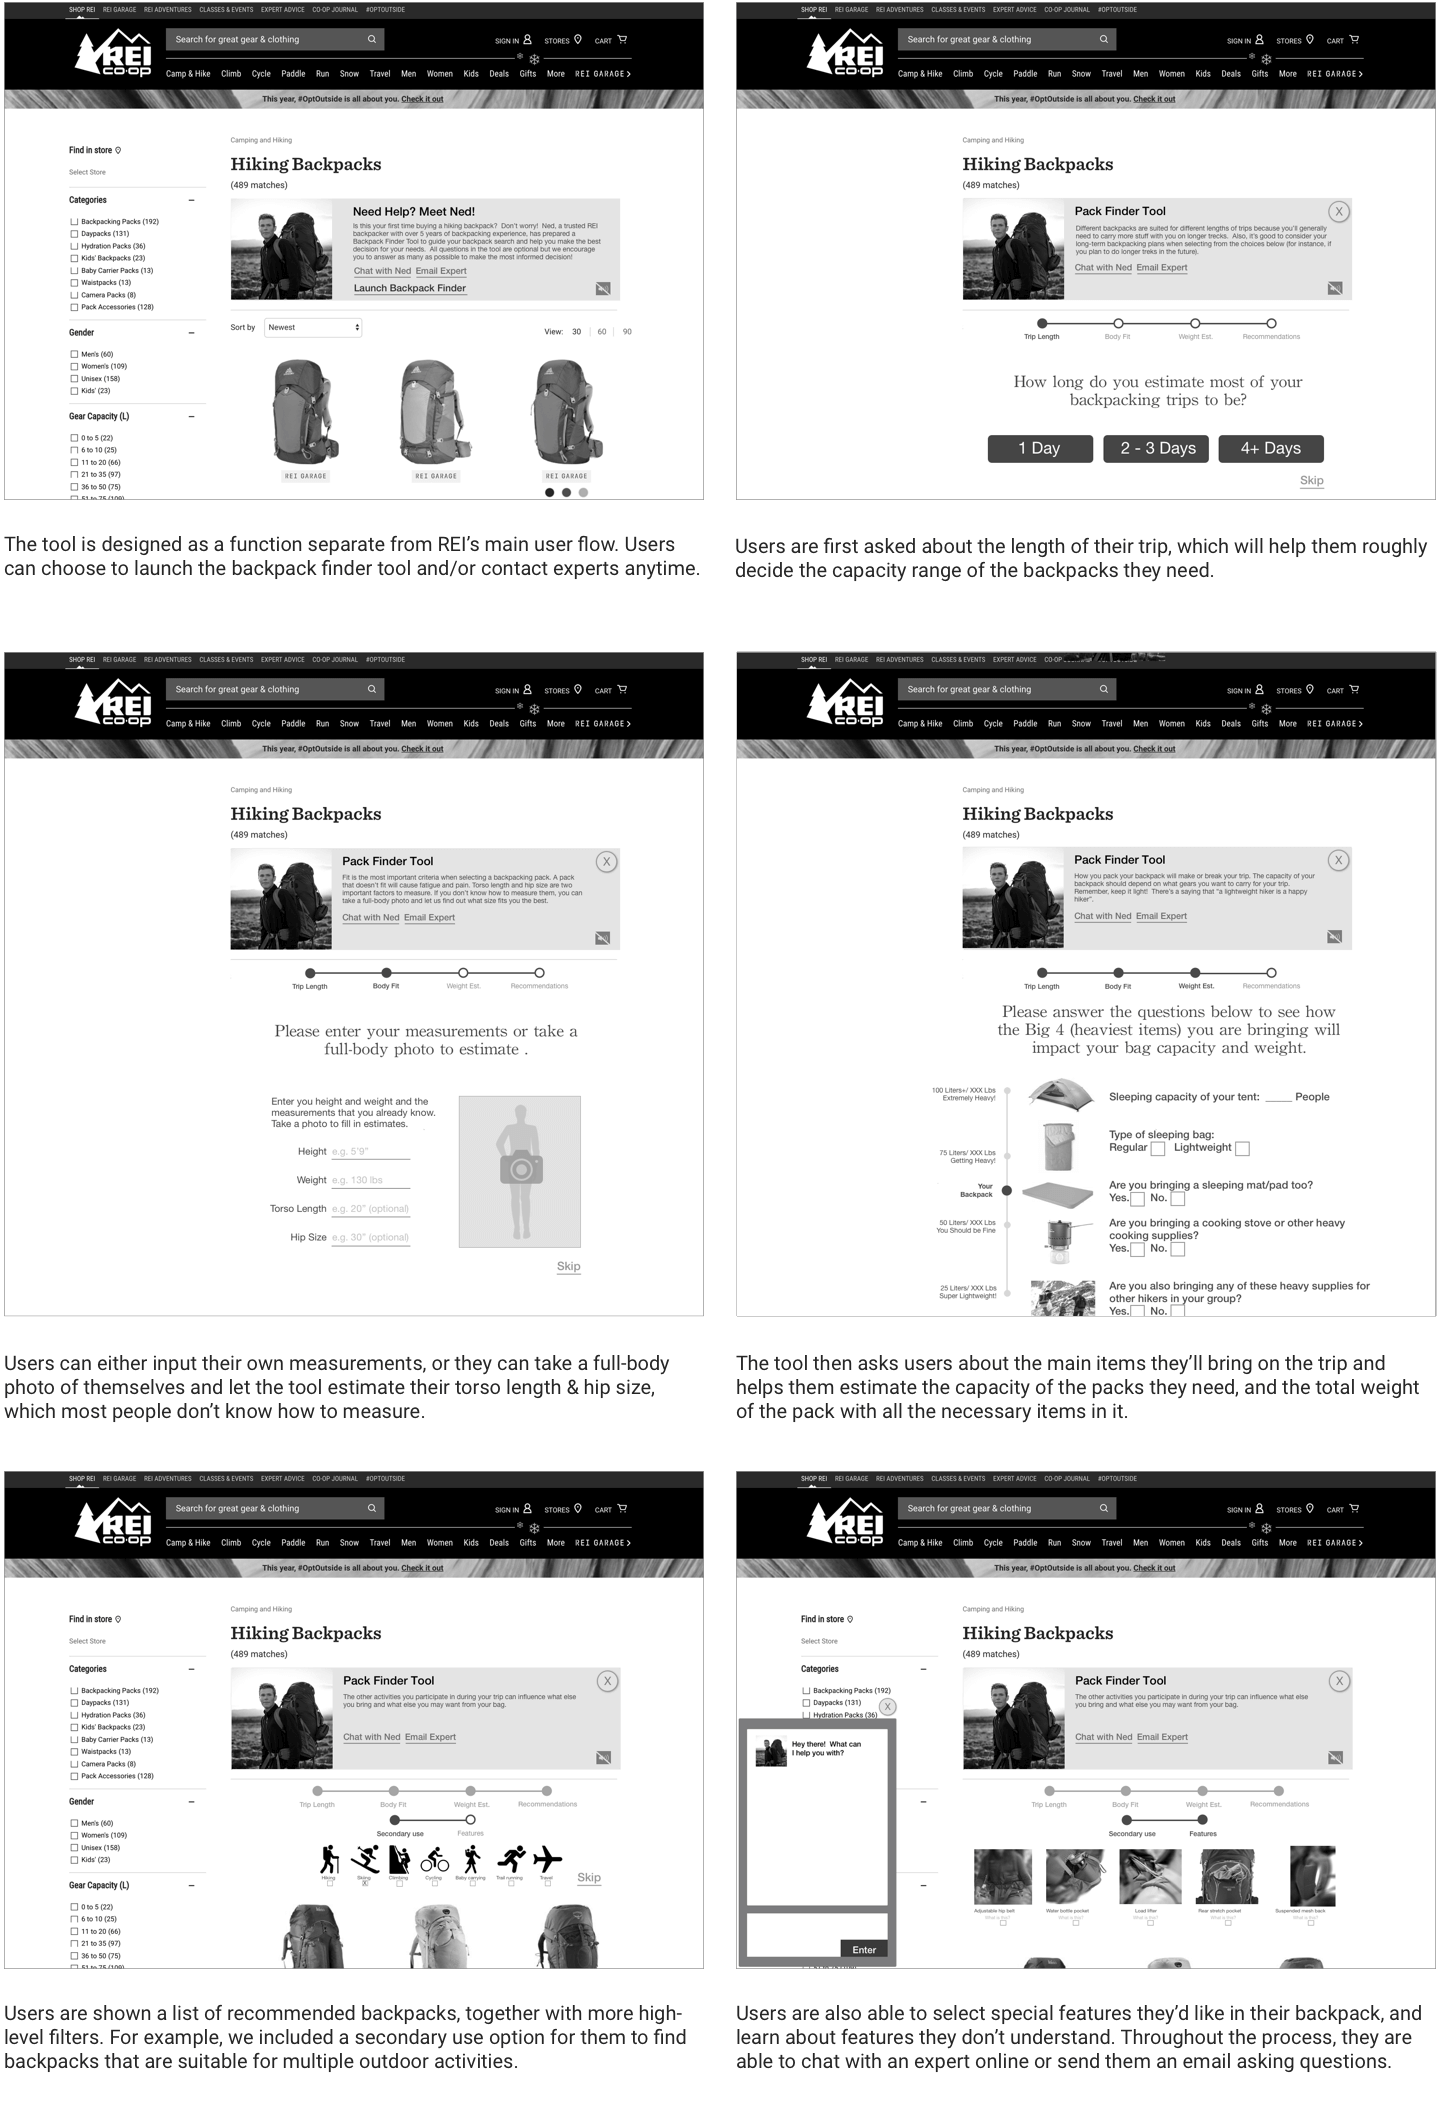 SHOP REI REI GARAGE REI ADVENTURES CLASSES & EVENTS EXPERT ADVICE CO-OP JOURNAL #OPTOUTSIDE
REI
CO·OP
Search for great gear & clothing
SIGN IN STORES CART
Camp & Hike Climb Cycle Paddle Run Snow Travel Men Women Kids Deals Gifts More REI GARAGE
This year, #OptOutside is all about you. Check it out
Find in store
Select Store
Categories
Backpacking Packs (192)
Daypacks (131)
Hydration Packs (36)
Kids' Backpacks (23)
Baby Carrier Packs (13)
Waistpacks (13)
Camera Packs (8)
Pack Accessories (128)
Gender
Men's (60)
Women's (109)
Unisex (158)
Kids' (23)
Gear Capacity (L)
0 to 5 (22)
6 to 10 (25)
11 to 20 (66)
21 to 35 (97)
36 to 50 (75)
51 to 75 (109)
Camping and Hiking
Hiking Backpacks
(489 matches)
Need Help? Meet Ned!
Is this your first time buying a hiking backpack? Don't worry! Ned, a trusted REI
backpacker with over 5 years of backpacking experience, has prepared a
Backpack Finder Tool to guide your backpack search and help you make the best
decision for your needs. All questions in the tool are optional but we encourage
you to answer as many as possible to make the most informed decision!
Chat with Ned Email Expert
Launch Backpack Finder
Sort by Newest View: 30 60 90
REI GARAGE REI GARAGE REI GARAGE
The tool is designed as a function separate from REI's main user flow. Users
can choose to launch the backpack finder tool and/or contact experts anytime.
SHOP REI REI GARAGE REI ADVENTURES CLASSES & EVENTS EXPERT ADVICE CO-OP JOURNAL #OPTOUTSIDE
REI
CO·OP
Search for great gear & clothing
SIGN IN STORES CART
Camp & Hike Climb Cycle Paddle Run Snow Travel Men Women Kids Deals Gifts More REI GARAGE
This year, #OptOutside is all about you. Check it out
Camping and Hiking
Hiking Backpacks
(489 matches)
Pack Finder Tool
X
Different backpacks are suited for different lengths of trips because you'll generally
need to carry more stuff with you on longer trecks. Also, it's good to consider your
long-term backpacking plans when selecting from the choices below (for instance, if
you plan to do longer treks in the future).
Chat with Ned Email Expert
Trip Length Body Fit Weight Est. Recommendations
How long do you estimate most of your
backpacking trips to be?
1 Day 2 - 3 Days 4+ Days
Skip
Users are first asked about the length of their trip, which will help them roughly
decide the capacity range of the backpacks they need.
SHOP REI REI GARAGE REI ADVENTURES CLASSES & EVENTS EXPERT ADVICE CO-OP JOURNAL #OPTOUTSIDE
REI
CO·OP
Search for great gear & clothing
SIGN IN STORES CART
Camp & Hike Climb Cycle Paddle Run Snow Travel Men Women Kids Deals Gifts More REI GARAGE
This year, #OptOutside is all about you. Check it out
Camping and Hiking
Hiking Backpacks
(489 matches)
Pack Finder Tool
X
Fit is the most important criteria when selecting a backpacking pack. A pack
that doesn't fit will cause fatigue and pain. Torso length and hip size are two
important factors to measure. If you don't know how to measure them, you can
take a full-body photo and let us find out what size fits you the best.
Chat with Ned Email Expert
Trip Length Body Fit Weight Est. Recommendations
Please enter your measurements or take a
full-body photo to estimate .
Enter you height and weight and the
measurements that you already know.
Take a photo to fill in estimates.
Height e.g. 5'9"
Weight e.g. 130 lbs
Torso Length e.g. 20" (optional)
Hip Size e.g. 30" (optional)
Skip
Users can either input their own measurements, or they can take a full-body
photo of themselves and let the tool estimate their torso length & hip size,
which most people don't know how to measure.
SHOP REI REI GARAGE REI ADVENTURES CLASSES & EVENTS EXPERT ADVICE CO-OP
REI
CO·OP
Search for great gear & clothing
SIGN IN STORES CART
Camp & Hike Climb Cycle Paddle Run Snow Travel Men Women Kids Deals Gifts More REI GARAGE
This year, #OptOutside is all about you. Check it out
Camping and Hiking
Hiking Backpacks
(489 matches)
Pack Finder Tool
X
How you pack your backpack will make or break your trip. The capacity of your
backpack should depend on what gears you want to carry for your trip.
Remember, keep it light! There's a saying that "a lightweight hiker is a happy
hiker".
Chat with Ned Email Expert
Trip Length Body Fit Weight Est. Recommendations
Please answer the questions below to see how
the Big 4 (heaviest items) you are bringing will
impact your bag capacity and weight.
100 Liters+/ XXX Lbs
Extremely Heavy!
75 Liters/ XXX Lbs
Getting Heavy!
Your
Backpack
50 Liters/ XXX Lbs
You Should be Fine
25 Liters/ XXX Lbs
Super Lightweight!
Sleeping capacity of your tent: ____ People
Type of sleeping bag:
Regular Lightweight
Are you bringing a sleeping mat/pad too?
Yes. No.
Are you bringing a cooking stove or other heavy
cooking supplies?
Yes. No.
Are you also bringing any of these heavy supplies for
other hikers in your group?
Yes. No.
The tool then asks users about the main items they'll bring on the trip and
helps them estimate the capacity of the packs they need, and the total weight
of the pack with all the necessary items in it.
SHOP REI REI GARAGE REI ADVENTURES CLASSES & EVENTS EXPERT ADVICE CO-OP JOURNAL #OPTOUTSIDE
REI
CO·OP
Search for great gear & clothing
SIGN IN STORES CART
Camp & Hike Climb Cycle Paddle Run Snow Travel Men Women Kids Deals Gifts More REI GARAGE
This year, #OptOutside is all about you. Check it out
Find in store
Select Store
Categories
Backpacking Packs (192)
Daypacks (131)
Hydration Packs (36)
Kids' Backpacks (23)
Baby Carrier Packs (13)
Waistpacks (13)
Camera Packs (8)
Pack Accessories (128)
Gender
Men's (60)
Women's (109)
Unisex (158)
Kids' (23)
Gear Capacity (L)
0 to 5 (22)
6 to 10 (25)
11 to 20 (66)
21 to 35 (97)
36 to 50 (75)
51 to 75 (109)
Camping and Hiking
Hiking Backpacks
(489 matches)
Pack Finder Tool
X
The other activities you participate in during your trip can influence what else
you bring and what else you may want from your bag.
Chat with Ned Email Expert
Trip Length Body Fit Weight Est. Recommendations
Secondary use Features
Hiking Skiing Climbing Cycling Baby carrying Trail running Travel
X
Skip
Users are shown a list of recommended backpacks, together with more high-
level filters. For example, we included a secondary use option for them to find
backpacks that are suitable for multiple outdoor activities.
SHOP REI REI GARAGE REI ADVENTURES CLASSES & EVENTS EXPERT ADVICE CO-OP JOURNAL #OPTOUTSIDE
REI
CO·OP
Search for great gear & clothing
SIGN IN STORES CART
Camp & Hike Climb Cycle Paddle Run Snow Travel Men Women Kids Deals Gifts More REI GARAGE
This year, #OptOutside is all about you. Check it out
Find in store
Select Store
Categories
Backpacking Packs (192)
Daypacks (131)
Hydration Packs (36)
X
Hey there! What can
I help you with?
Enter
Camping and Hiking
Hiking Backpacks
(489 matches)
Pack Finder Tool
X
The other activities you participate in during your trip can influence what else
you bring and what else you may want from your bag.
Chat with Ned Email Expert
Trip Length Body Fit Weight Est. Recommendations
Secondary use Features
Adjustable hip belt Water bottle pocket Load lifter Rear stretch pocket Suspended mesh back
What is this? What is this? What is this? What is this? What is this?
Users are also able to select special features they'd like in their backpack, and
learn about features they don't understand. Throughout the process, they are
able to chat with an expert online or send them an email asking questions.